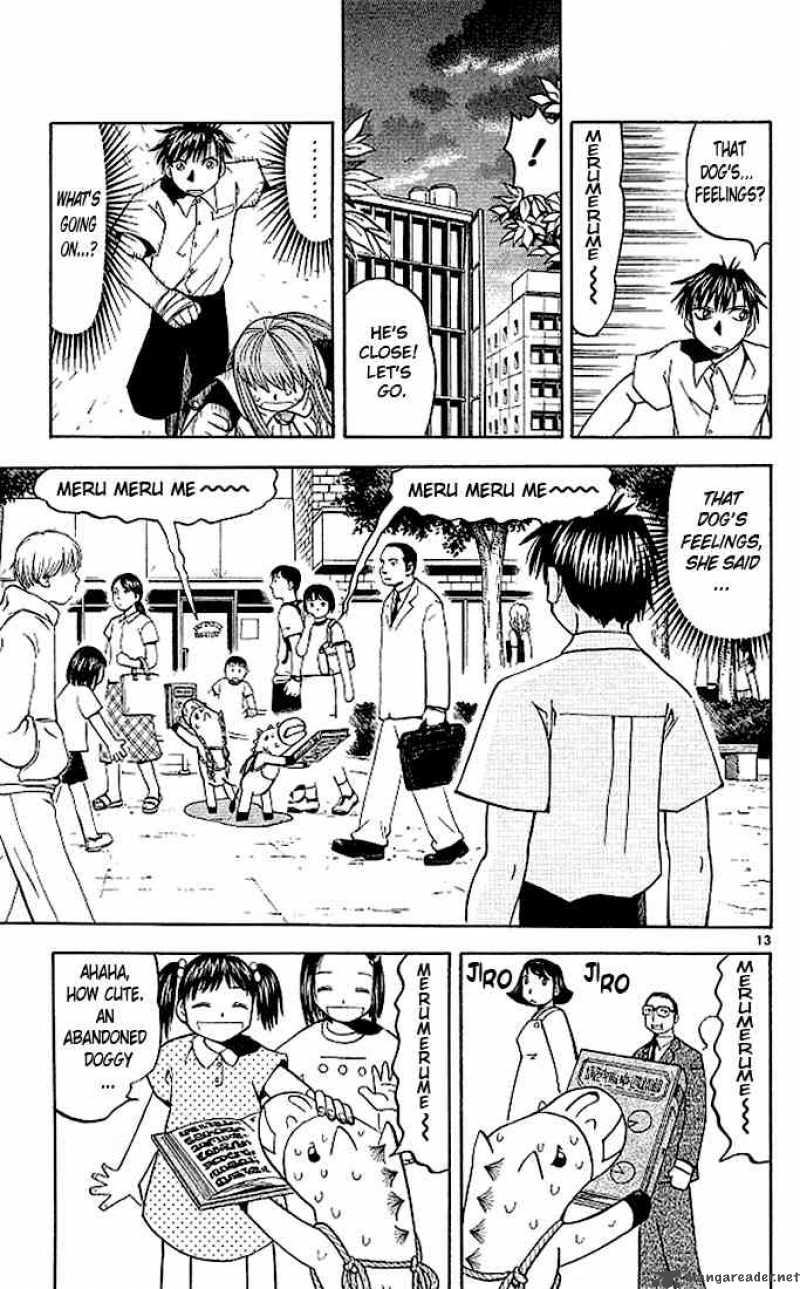 THAT
DOG'S...
FEELINGS?
MERUMERUME
!
HE'S
CLOSE!
LET'S
GO.
......
WHAT'S
GOING
ON...?
THAT
DOG'S
FEELINGS,
SHE SAID
...
MERU MERU ME
MERU MERU ME
13
MERUMERUME
JIRO
JIRO
MERUMERUME
AHAHA,
HOW CUTE.
AN
ABANDONED
DOGGY
...
mangareader.net